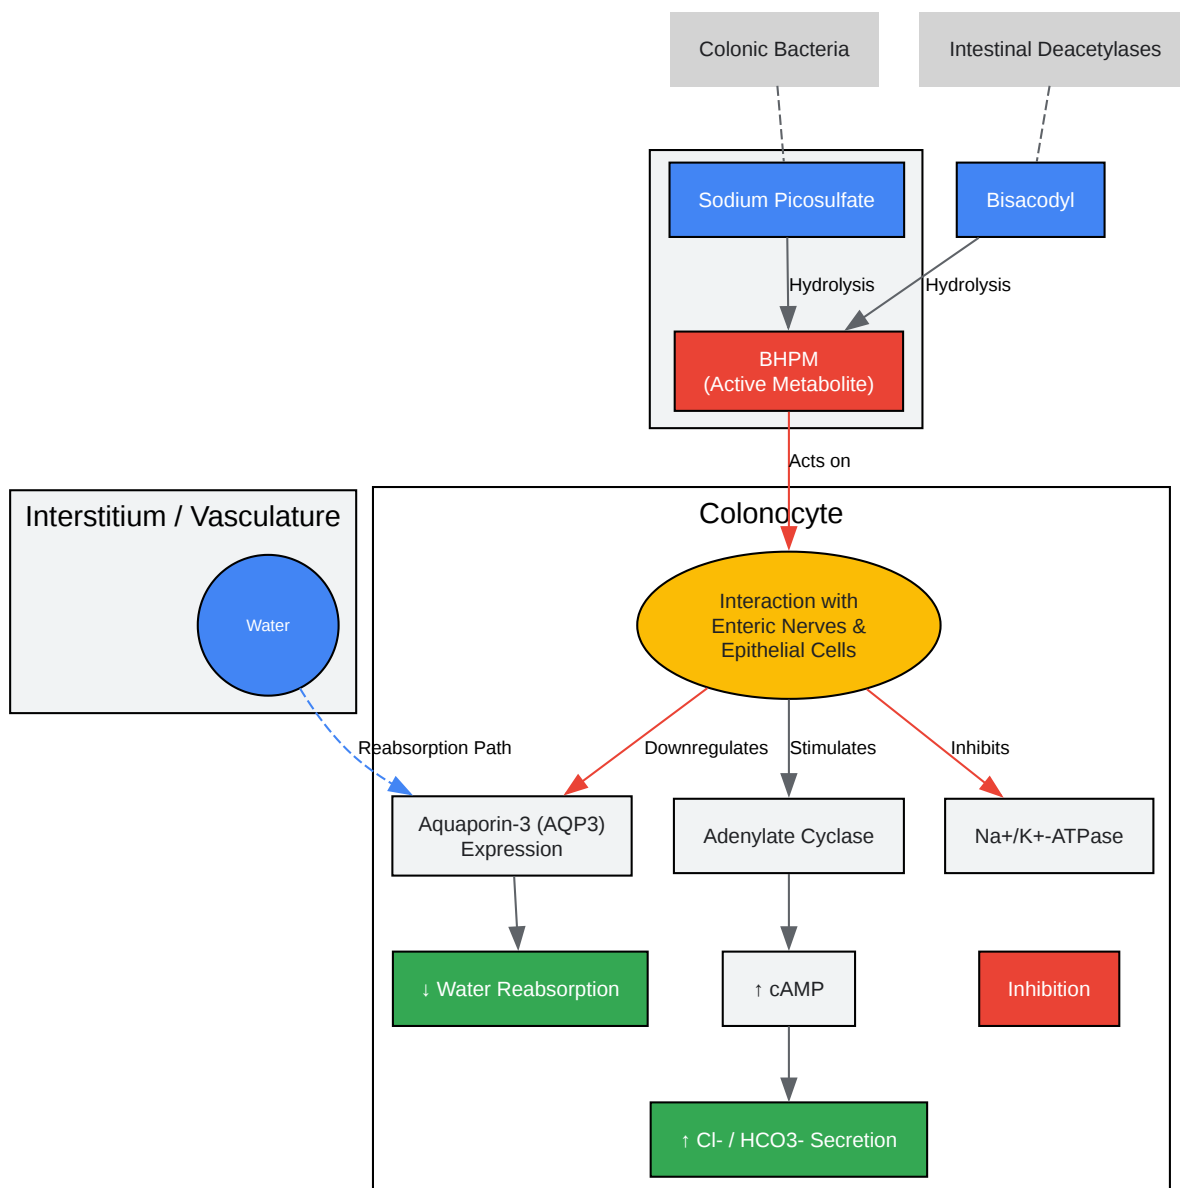 Colonic Bacteria
Intestinal Deacetylases
Sodium Picosulfate
Bisacodyl
Hydrolysis
Hydrolysis
BHPM
(Active Metabolite)
Acts on
Interstitium / Vasculature
Colonocyte
Water
Interaction with
Enteric Nerves &
Epithelial Cells
Reabsorption Path
Downregulates
Stimulates
Inhibits
Aquaporin-3 (AQP3)
Expression
Adenylate Cyclase
Na+/K+-ATPase
↓ Water Reabsorption
↑ cAMP
Inhibition
↑ Cl- / HCO3- Secretion